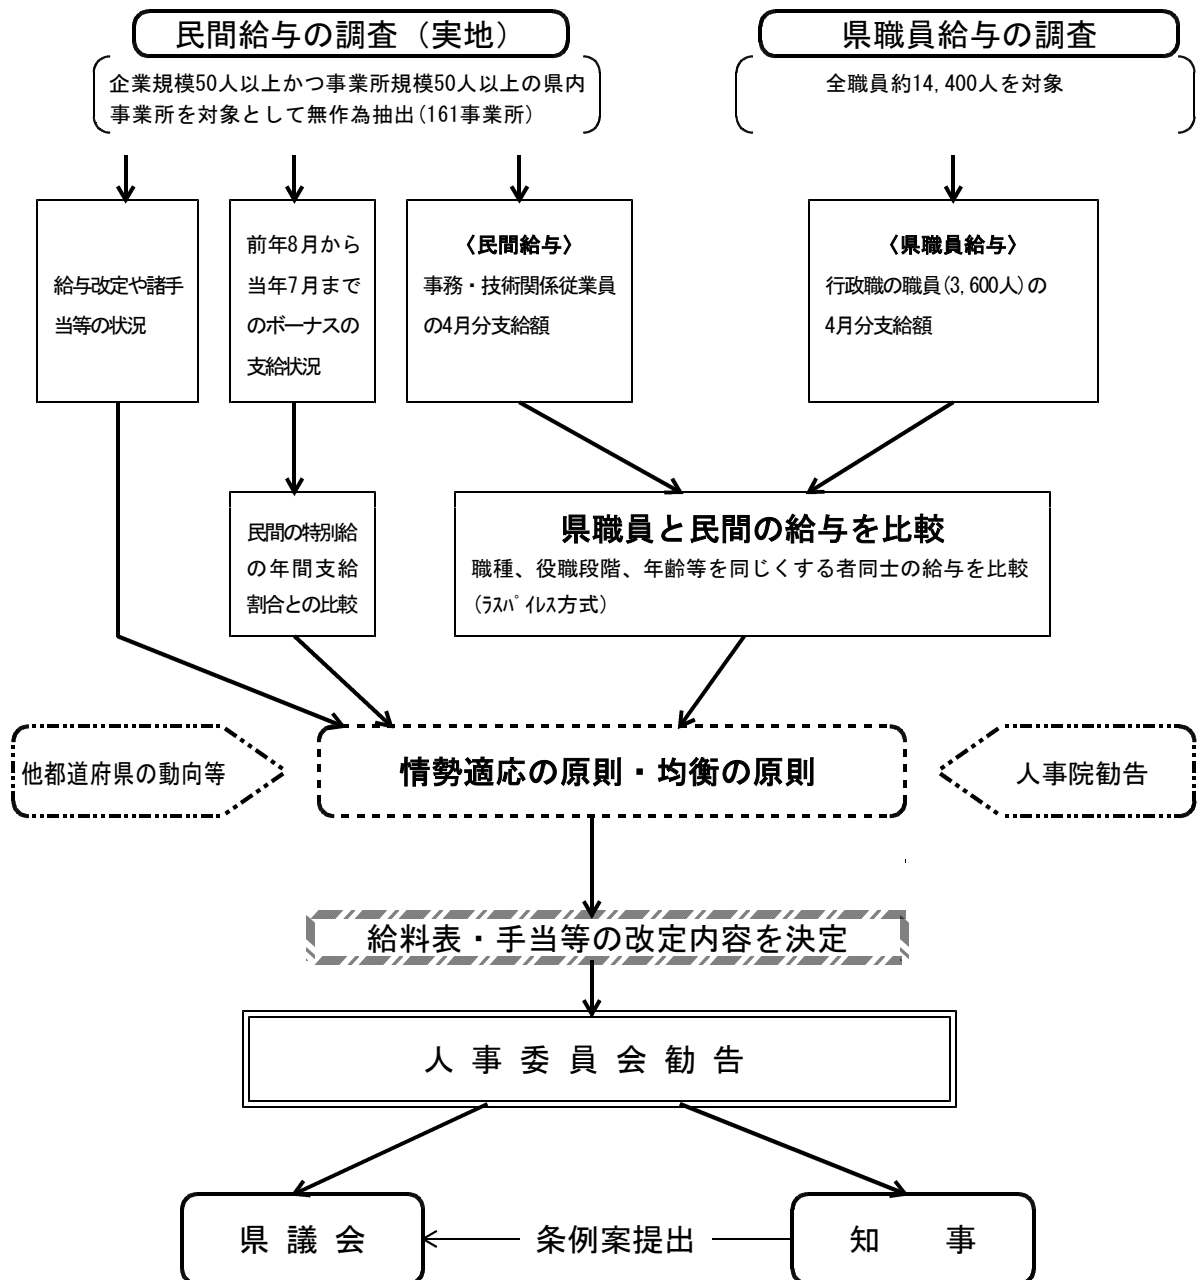 民間給与の調査（実地）
県職員給与の調査
企業規模50人以上かつ事業所規模50人以上の県内
事業所を対象として無作為抽出(161事業所)
全職員約14,400人を対象
給与改定や諸手
当等の状況
前年8月から
当年7月まで
のボーナスの
支給状況
〈民間給与〉
事務・技術関係従業員
の4月分支給額
〈県職員給与〉
行政職の職員(3,600人)の
4月分支給額
民間の特別給
の年間支給
割合との比較
県職員と民間の給与を比較
職種、役職段階、年齢等を同じくする者同士の給与を比較
(ﾗｽﾊﾟｲﾚｽ方式)
他都道府県の動向等
情勢適応の原則・均衡の原則
人事院勧告
給料表・手当等の改定内容を決定
人事委員会勧告
県議会
条例案提出
知　事